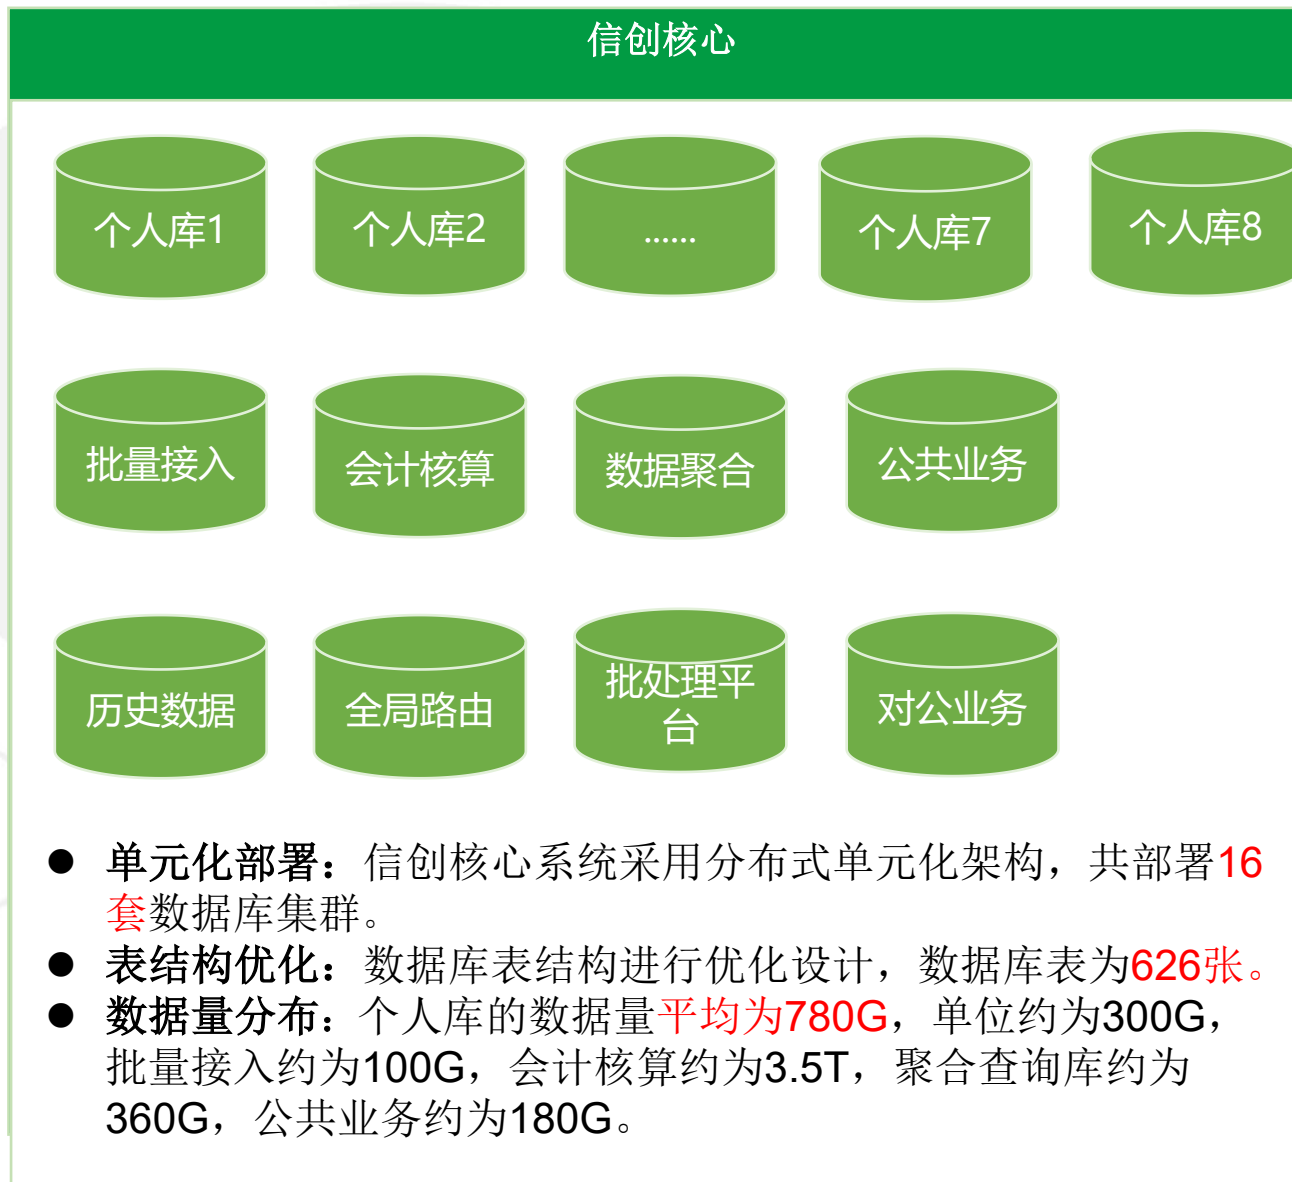 信创核心
个人库1
个人库2
......
个人库7
个人库8
批量接入
会计核算
数据聚合
公共业务
历史数据
全局路由
批处理平
台
对公业务
● 单元化部署：信创核心系统采用分布式单元化架构，共部署16
套数据库集群。
● 表结构优化：数据库表结构进行优化设计，数据库表为626张。
● 数据量分布：个人库的数据量平均为780G，单位约为300G，
批量接入约为100G，会计核算约为3.5T，聚合查询库约为
360G，公共业务约为180G。